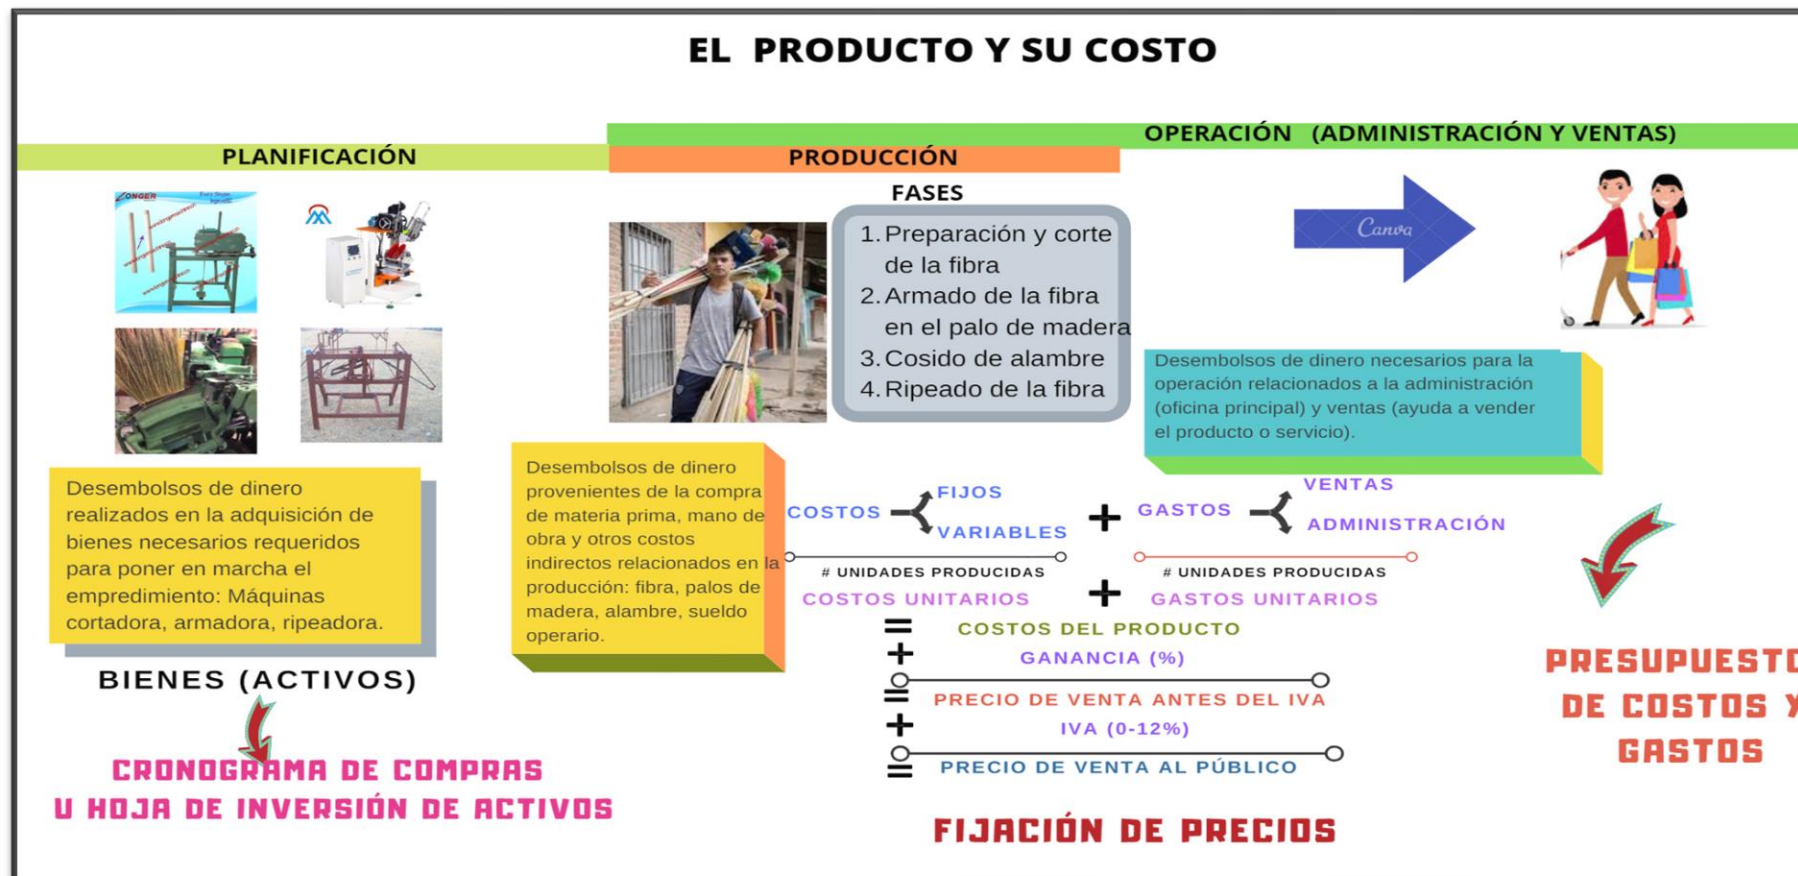 EL PRODUCTO Y SU COSTO
PLANIFICACIÓN
PRODUCCIÓN
OPERACIÓN (ADMINISTRACIÓN Y VENTAS)
LONGER
FASES
1. Preparación y corte
de la fibra
2. Armado de la fibra
en el palo de madera
3. Cosido de alambre
4. Ripeado de la fibra
Canva
Desembolsos de dinero necesarios para la
operación relacionados a la administración
(oficina principal) y ventas (ayuda a vender
el producto o servicio).
Desembolsos de dinero
realizados en la adquisición de
bienes necesarios requeridos
para poner en marcha el
empredimiento: Máquinas
cortadora, armadora, ripeadora.
BIENES (ACTIVOS)
CRONOGRAMA DE COMPRAS
U HOJA DE INVERSIÓN DE ACTIVOS
Desembolsos de dinero
provenientes de la compra
de materia prima, mano de
obra y otros costos
indirectos relacionados en la
producción: fibra, palos de
madera, alambre, sueldo
operario.
COSTOS
FIJOS
VARIABLES
+
GASTOS
VENTAS
ADMINISTRACIÓN
# UNIDADES PRODUCIDAS
# UNIDADES PRODUCIDAS
COSTOS UNITARIOS + GASTOS UNITARIOS
= COSTOS DEL PRODUCTO
+ GANANCIA (%)
= PRECIO DE VENTA ANTES DEL IVA
+ IVA (0-12%)
= PRECIO DE VENTA AL PÚBLICO
FIJACIÓN DE PRECIOS
PRESUPUESTO
DE COSTOS Y
GASTOS